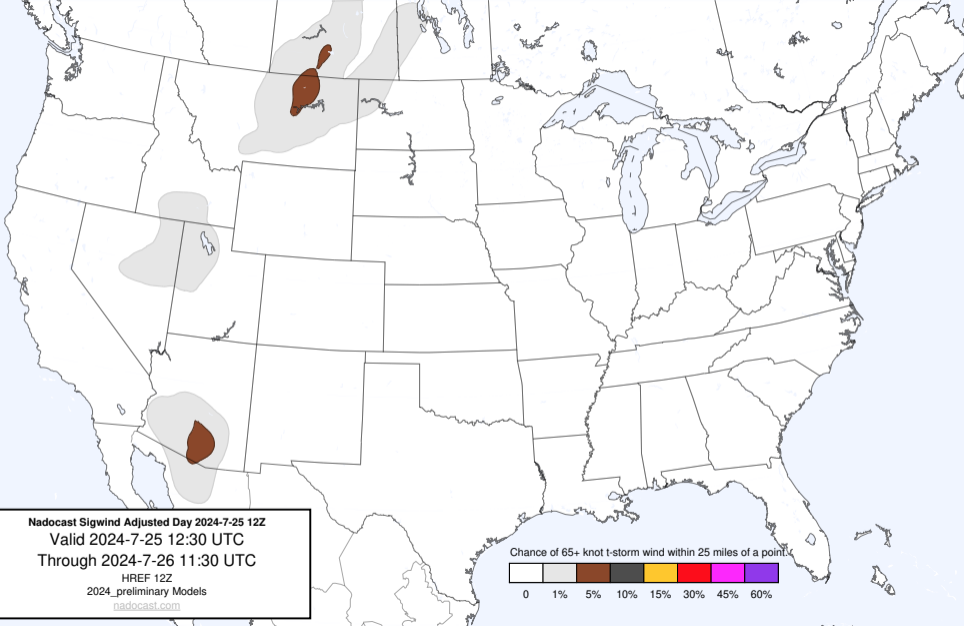 Nadocast Sigwind Adjusted Day 2024-7-25 12Z
Valid 2024-7-25 12:30 UTC
Through 2024-7-26 11:30 UTC
HREF 12Z
2024_preliminary Models
nadocast.com
Chance of 65+ knot t-storm wind within 25 miles of a point.
0 1% 5% 10% 15% 30% 45% 60%